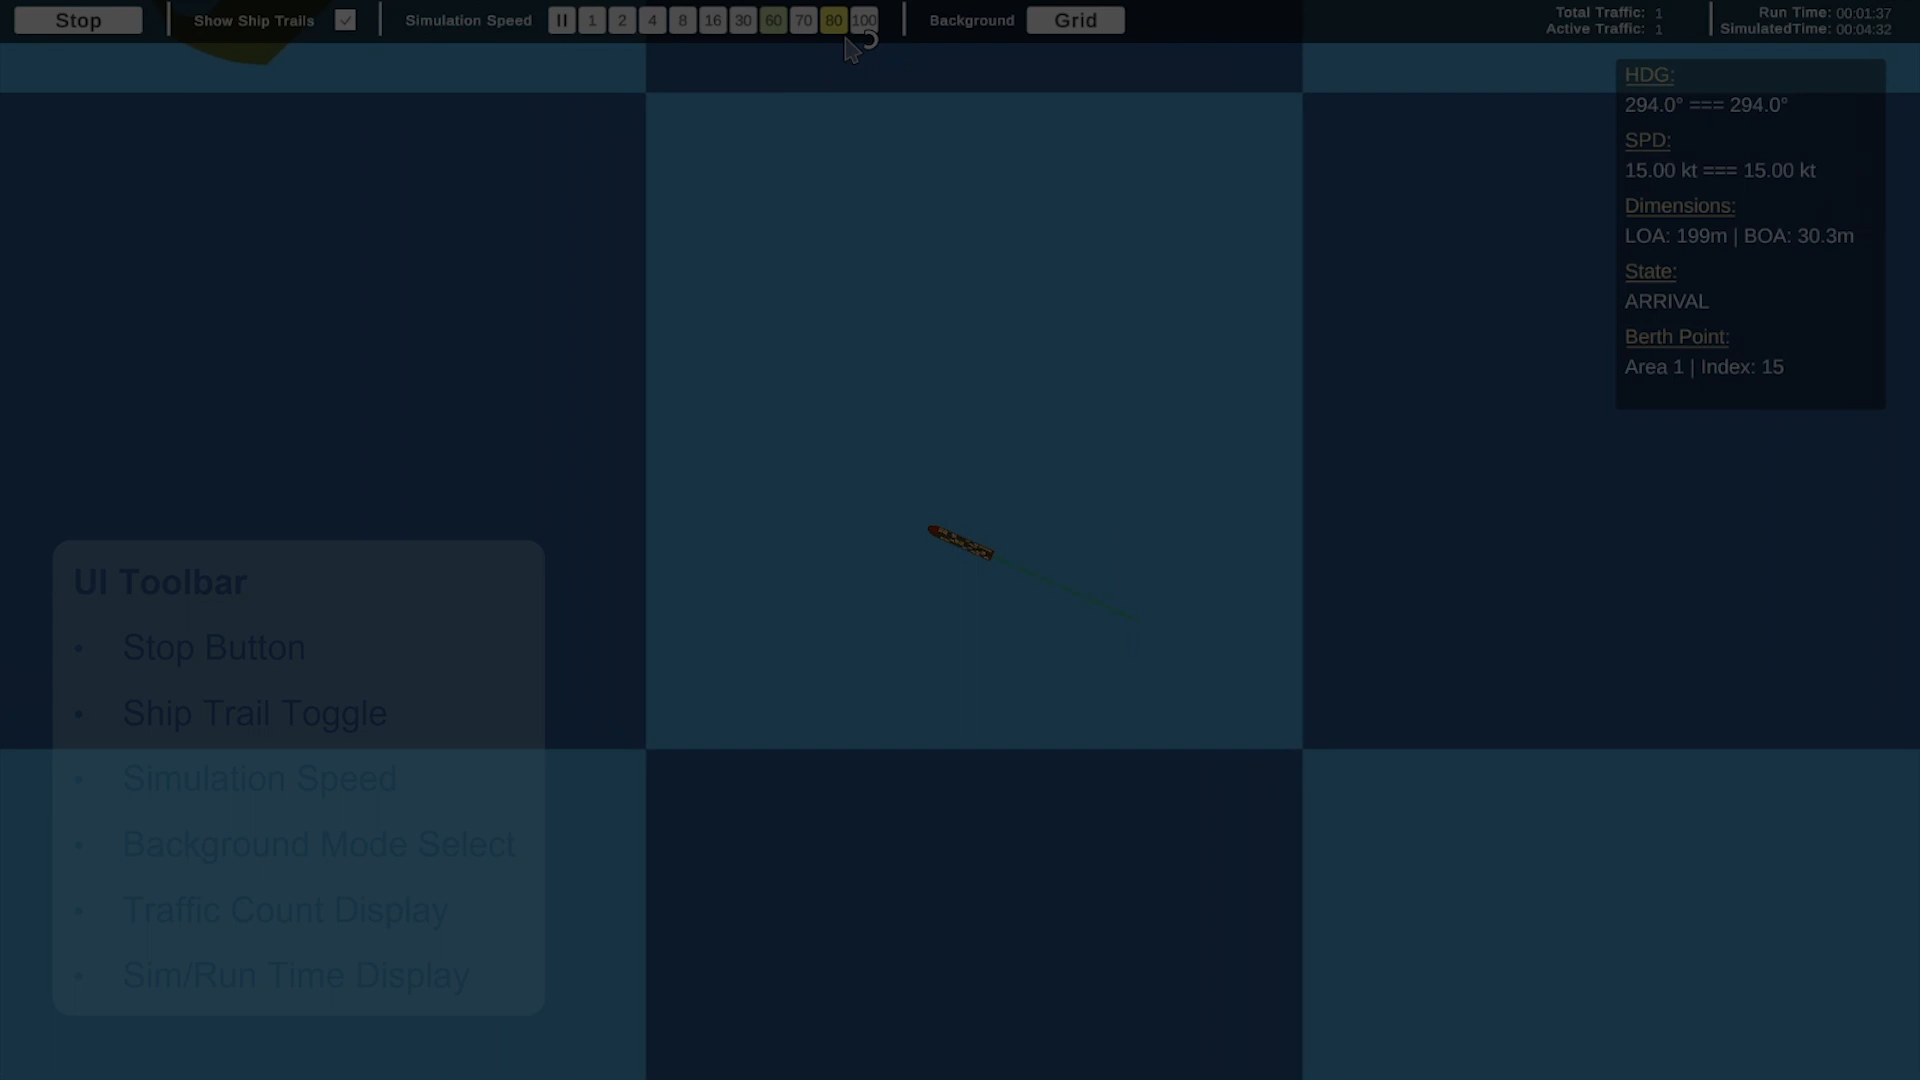 Stop
Show Ship Trails
Simulation Speed
1 2 4 8 16 30 60 70 80 100
Background
Grid
Total Traffic: 1
Active Traffic: 1
Run Time: 00:01:37
SimulatedTime: 00:04:32
HDG:
294.0° === 294.0°
SPD:
15.00 kt === 15.00 kt
Dimensions:
LOA: 199m | BOA: 30.3m
State:
ARRIVAL
Berth Point:
Area 1 | Index: 15
UI Toolbar
• Stop Button
• Ship Trail Toggle
• Simulation Speed
• Background Mode Select
• Traffic Count Display
• Sim/Run Time Display